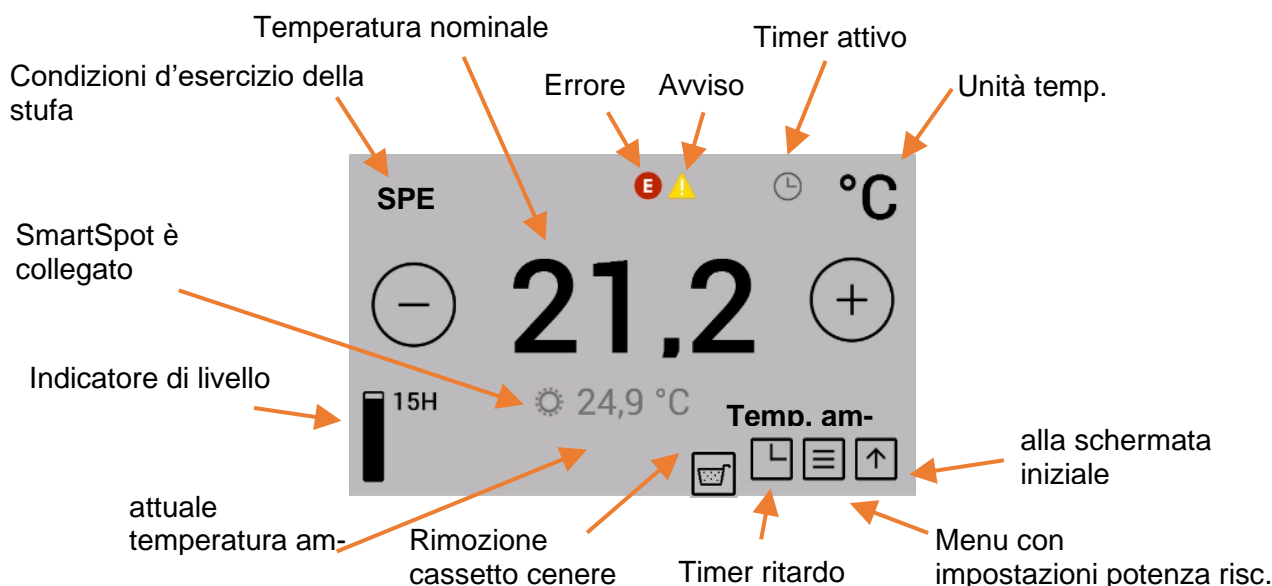 Temperatura nominale
Timer attivo
Condizioni d'esercizio della
stufa
Errore
Avviso
Unità temp.
SPE
E
!
°C
SmartSpot è
collegato
21,2
Indicatore di livello
15H
24,9 °C
Temp. am-
alla schermata
iniziale
attuale
temperatura am-
Rimozione
cassetto cenere
Timer ritardo
Menu con
impostazioni potenza risc.